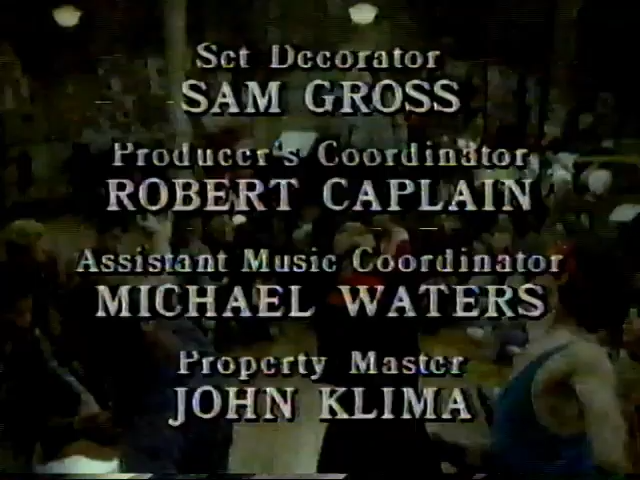 Set Decorator
SAM GROSS
Producer's Coordinator
ROBERT CAPLAIN
Assistant Music Coordinator
MICHAEL WATERS
Property Master
JOHN KLIMA